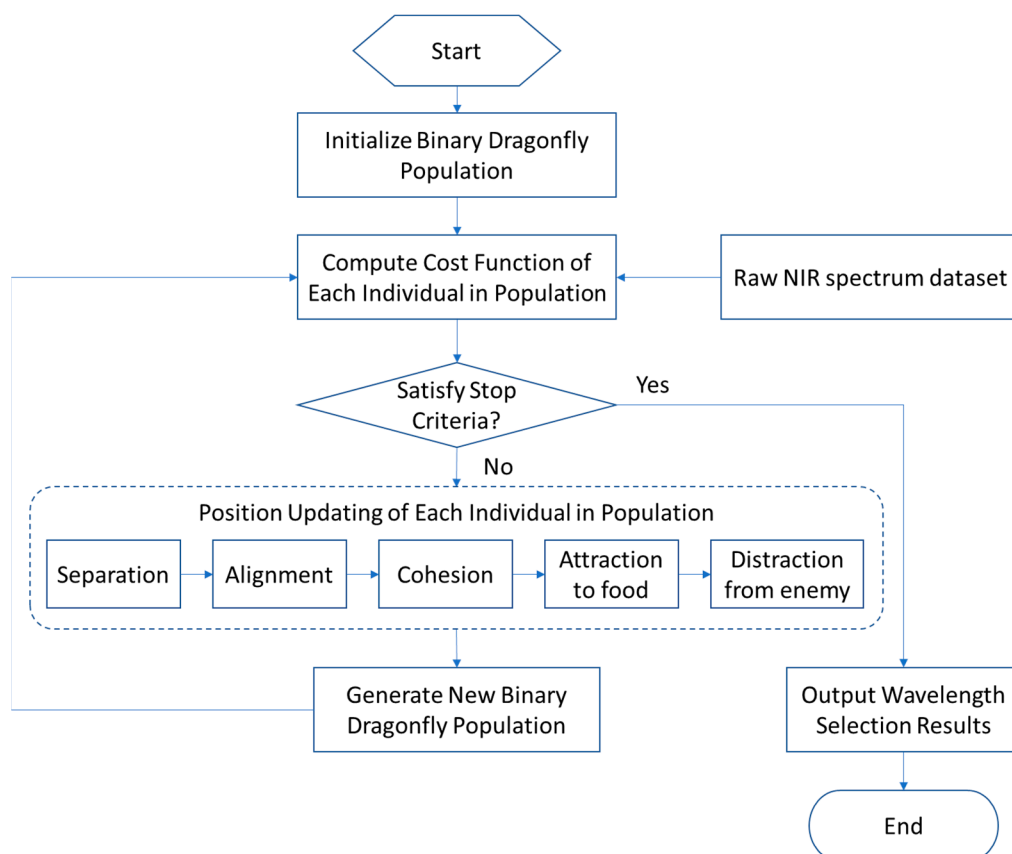 Start
Initialize Binary Dragonfly
Population
Compute Cost Function of
Each Individual in Population
Raw NIR spectrum dataset
Satisfy Stop
Criteria?
Yes
No
Position Updating of Each Individual in Population
Separation
Alignment
Cohesion
Attraction
to food
Distraction
from enemy
Generate New Binary
Dragonfly Population
Output Wavelength
Selection Results
End